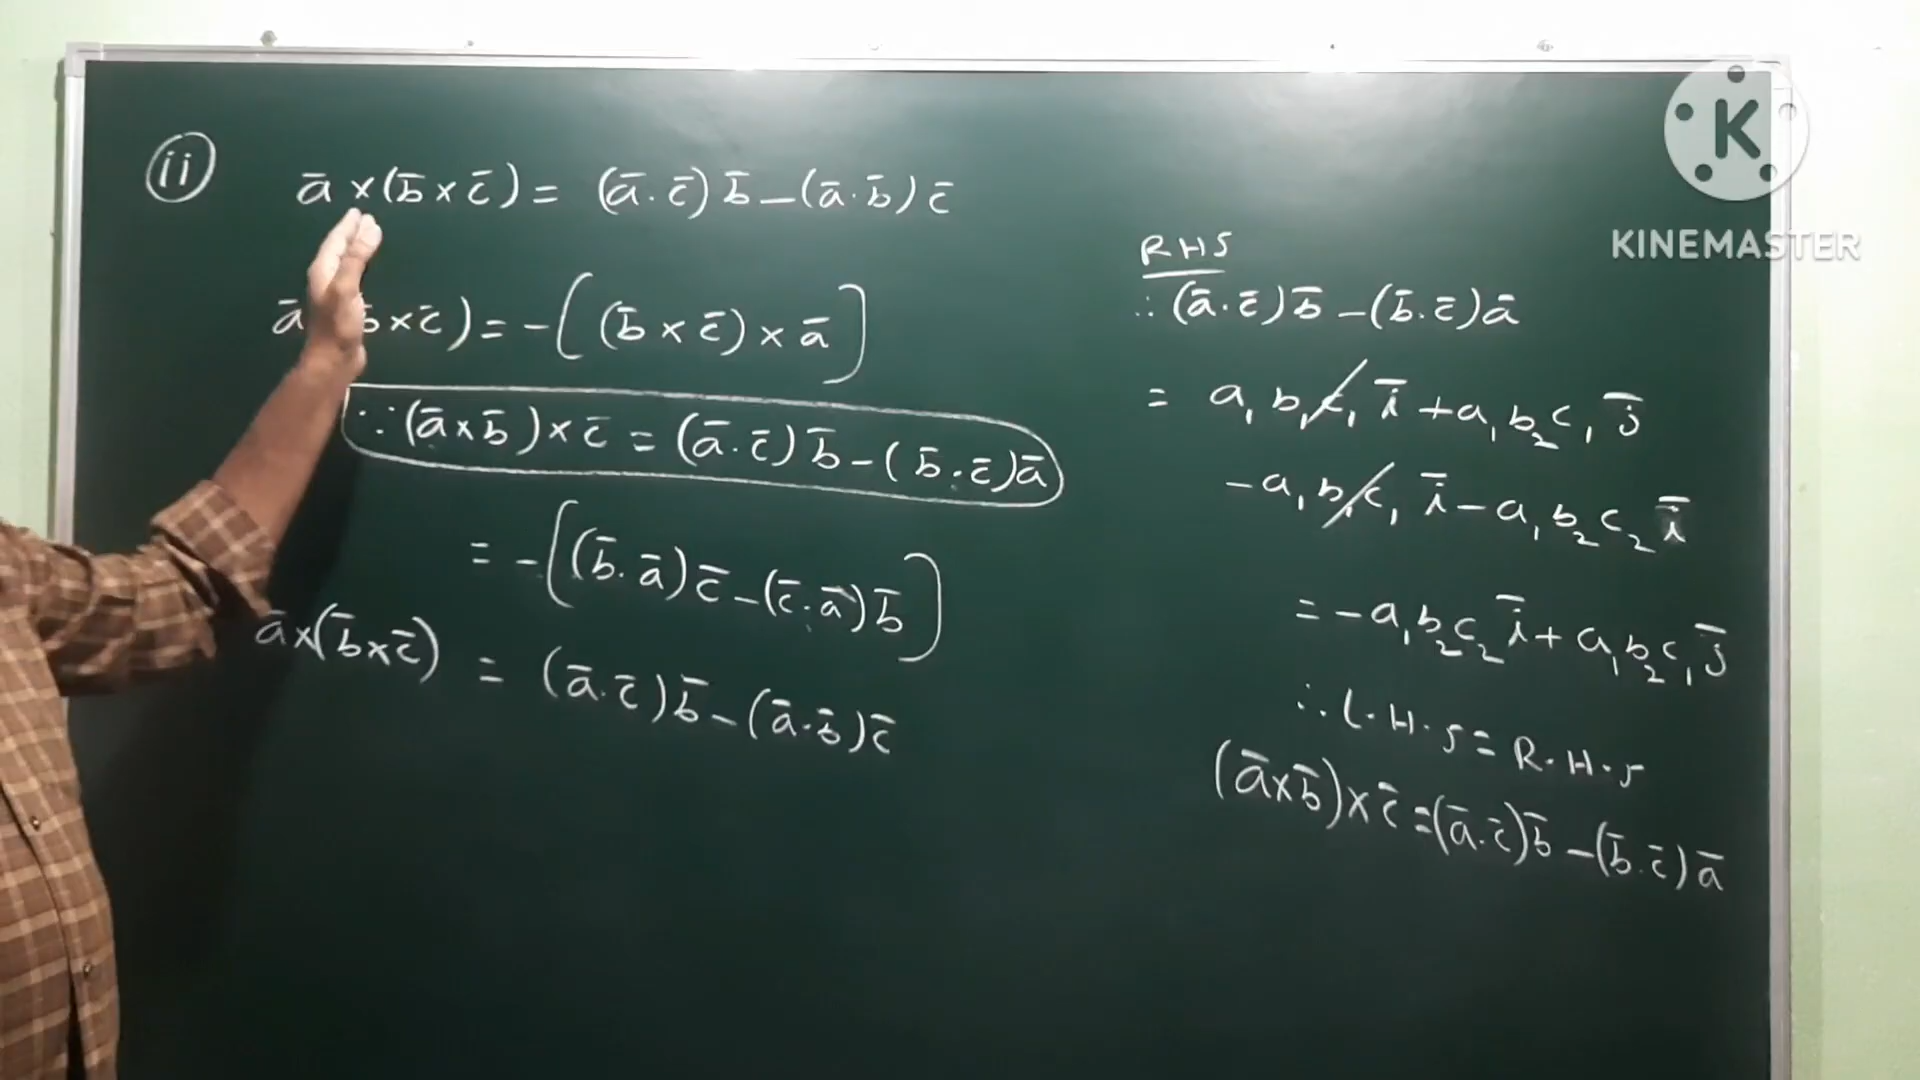 (ii) ā × (b̄ × c̄) = (ā . c̄) b̄ – (ā . b̄) c̄
ā b̄ × c̄) = – [ (b̄ × c̄) × ā ]
∵ (ā × b̄) × c̄ = (ā . c̄) b̄ – (b̄ . c̄) ā
= – [ (b̄ . ā) c̄ – (c̄ . ā) b̄ ]
ā × (b̄ × c̄) = (ā . c̄) b̄ – (ā . b̄) c̄
RHS
∴ (ā . c̄) b̄ – (b̄ . c̄) ā
= a₁ b₁ c₁ ī + a₁ b₂ c₁ j̄
– a₁ b₁ c₁ ī – a₁ b₂ c₂ ī
= – a₁ b₂ c₂ ī + a₁ b₂ c₁ j̄
∴ L.H.S = R.H.S
(ā × b̄) × c̄ = (ā . c̄) b̄ – (b̄ . c̄) ā
K
KINEMASTER